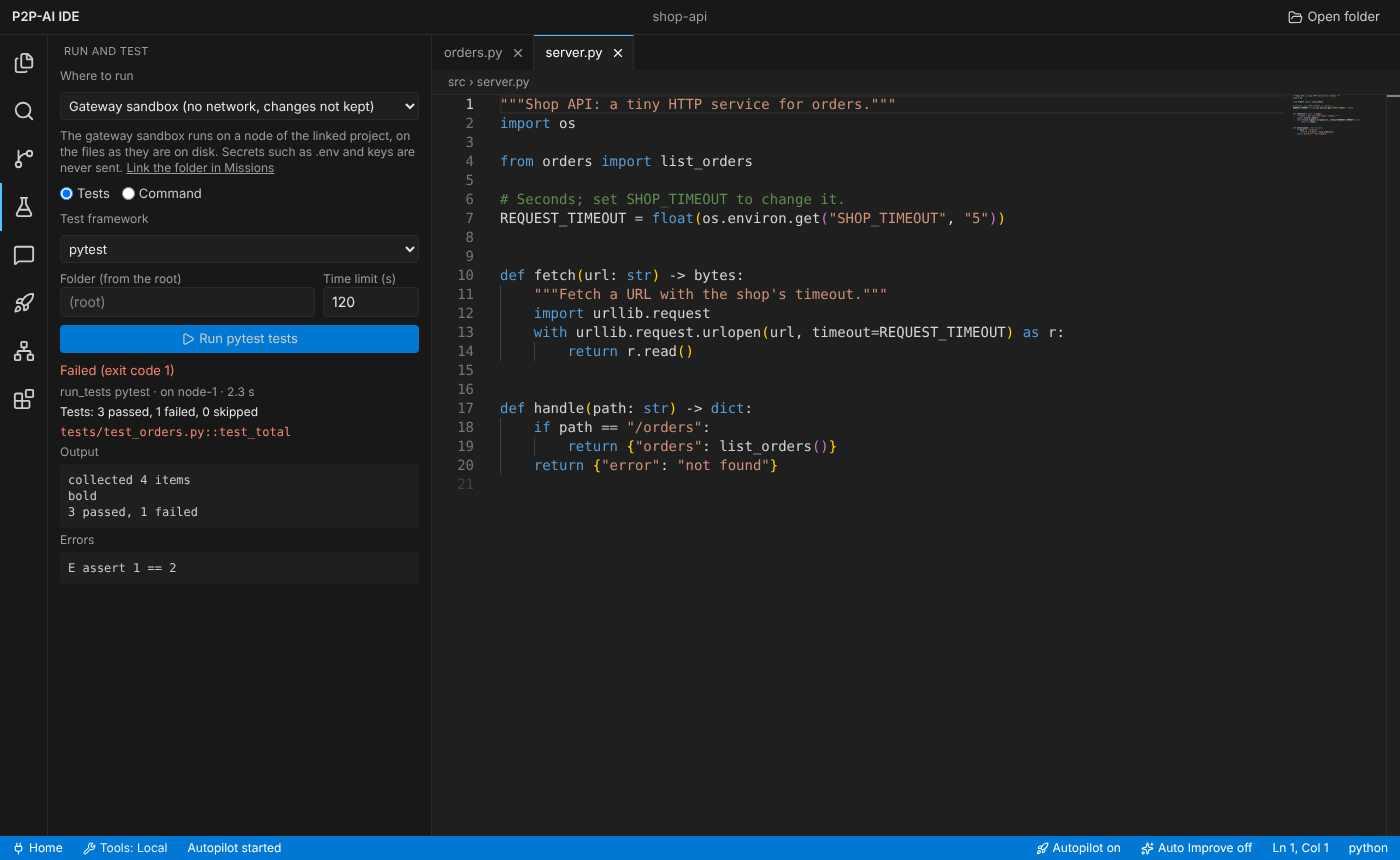 P2P-AI IDE
shop-api
Open folder
RUN AND TEST
Where to run
Gateway sandbox (no network, changes not kept)
The gateway sandbox runs on a node of the linked project, on
the files as they are on disk. Secrets such as .env and keys are
never sent. Link the folder in Missions
Tests Command
Test framework
pytest
Folder (from the root) Time limit (s)
(root) 120
Run pytest tests
Failed (exit code 1)
run_tests pytest · on node-1 · 2.3 s
Tests: 3 passed, 1 failed, 0 skipped
tests/test_orders.py::test_total
Output
collected 4 items
bold
3 passed, 1 failed
Errors
E assert 1 == 2
orders.py server.py
src › server.py
1 """Shop API: a tiny HTTP service for orders."""
2 import os
3
4 from orders import list_orders
5
6 # Seconds; set SHOP_TIMEOUT to change it.
7 REQUEST_TIMEOUT = float(os.environ.get("SHOP_TIMEOUT", "5"))
8
9
10 def fetch(url: str) -> bytes:
11     """Fetch a URL with the shop's timeout."""
12     import urllib.request
13     with urllib.request.urlopen(url, timeout=REQUEST_TIMEOUT) as r:
14         return r.read()
15
16
17 def handle(path: str) -> dict:
18     if path == "/orders":
19         return {"orders": list_orders()}
20     return {"error": "not found"}
21
Home Tools: Local Autopilot started
Autopilot on Auto Improve off Ln 1, Col 1 python